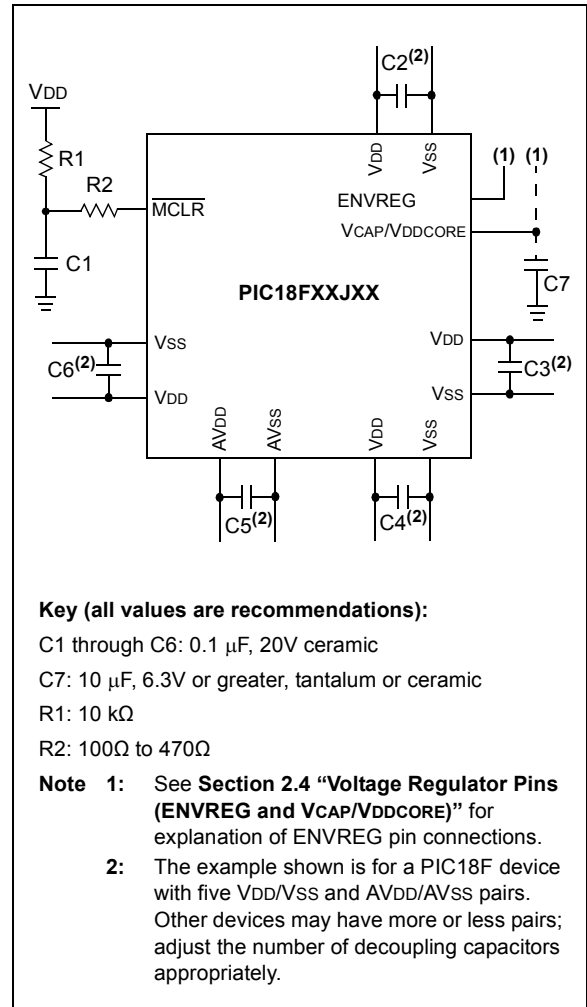 C2(2)
VDD
R1
R2
C1
MCLR
VDD
VSS
(1) (1)
ENVREG
VCAP/VDDCORE
C7
PIC18FXXJXX
VSS
C6(2)
VDD
VDD
C3(2)
VSS
AVDD
AVSS
VDD
VSS
C5(2)
C4(2)
Key (all values are recommendations):
C1 through C6: 0.1 μF, 20V ceramic
C7: 10 μF, 6.3V or greater, tantalum or ceramic
R1: 10 kΩ
R2: 100Ω to 470Ω
Note 1: See Section 2.4 “Voltage Regulator Pins
(ENVREG and VCAP/VDDCORE)” for
explanation of ENVREG pin connections.
2: The example shown is for a PIC18F device
with five VDD/VSS and AVDD/AVSS pairs.
Other devices may have more or less pairs;
adjust the number of decoupling capacitors
appropriately.